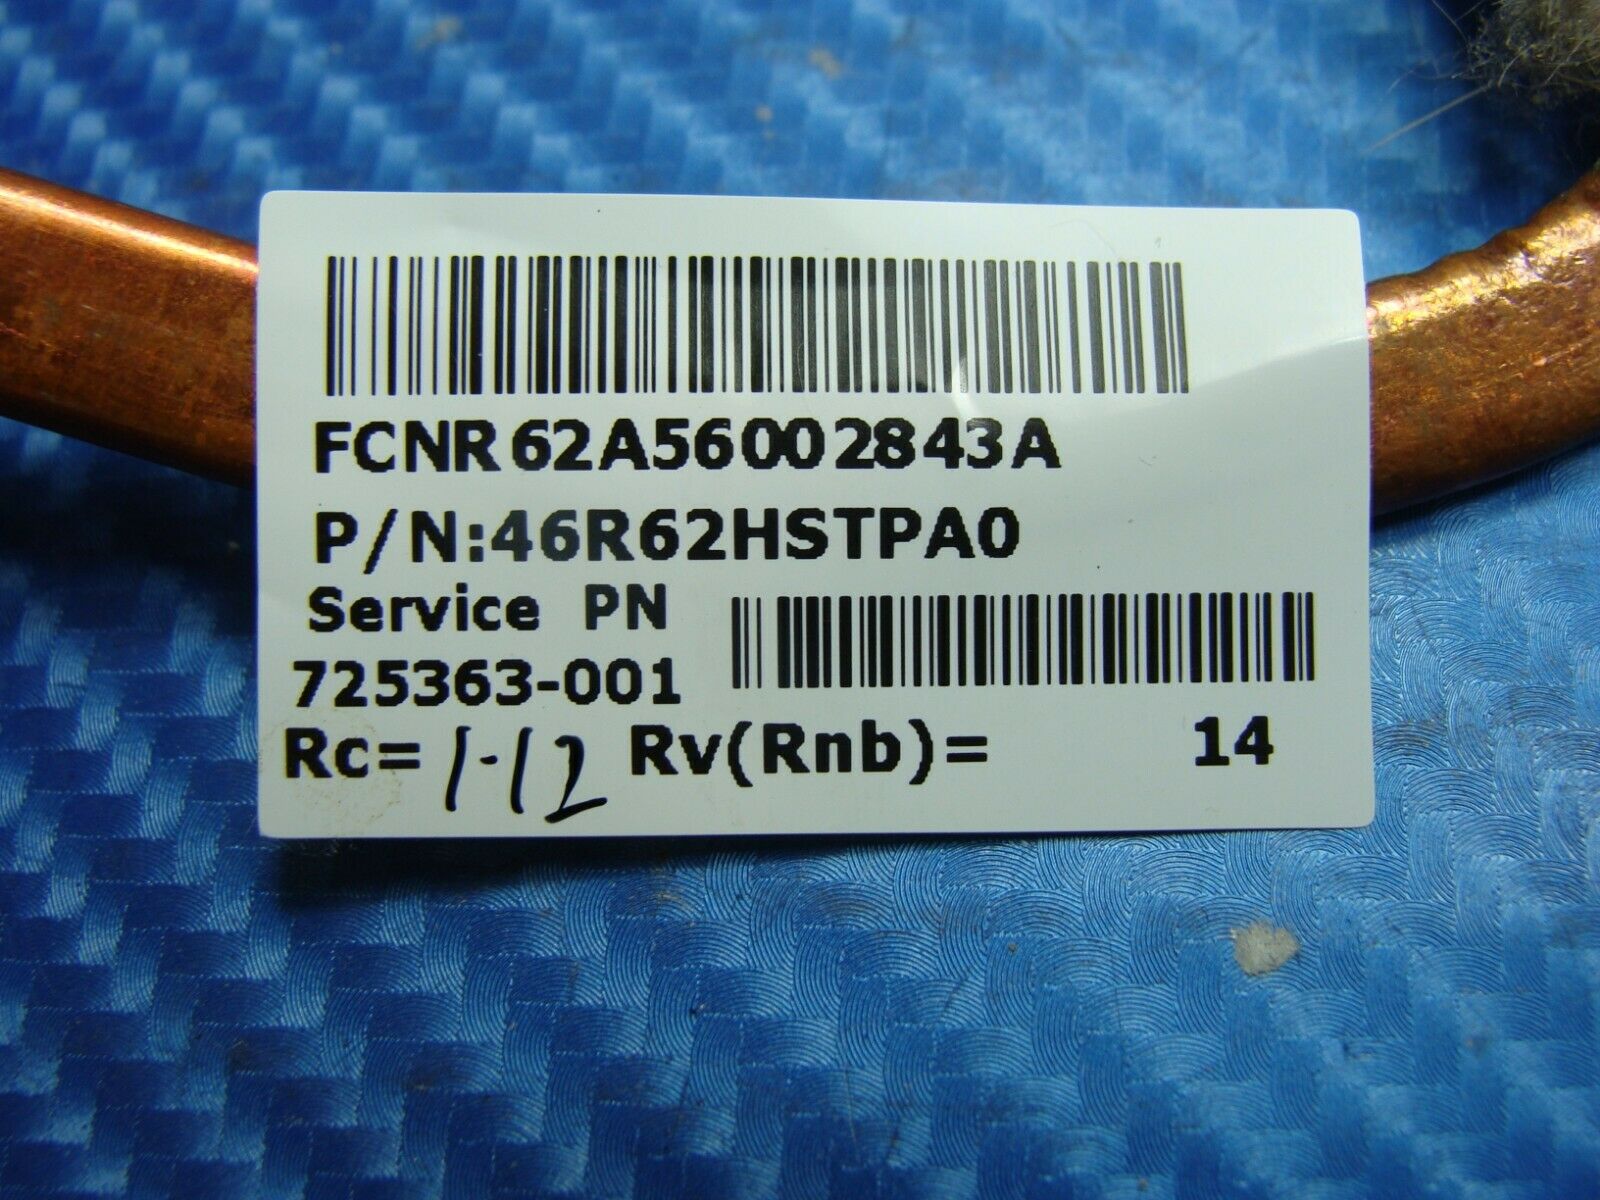 FCNR62A56002843A
P/N:46R62HSTPA0
Service PN
725363-001
Rc=1-12 Rv(Rnb)= 14